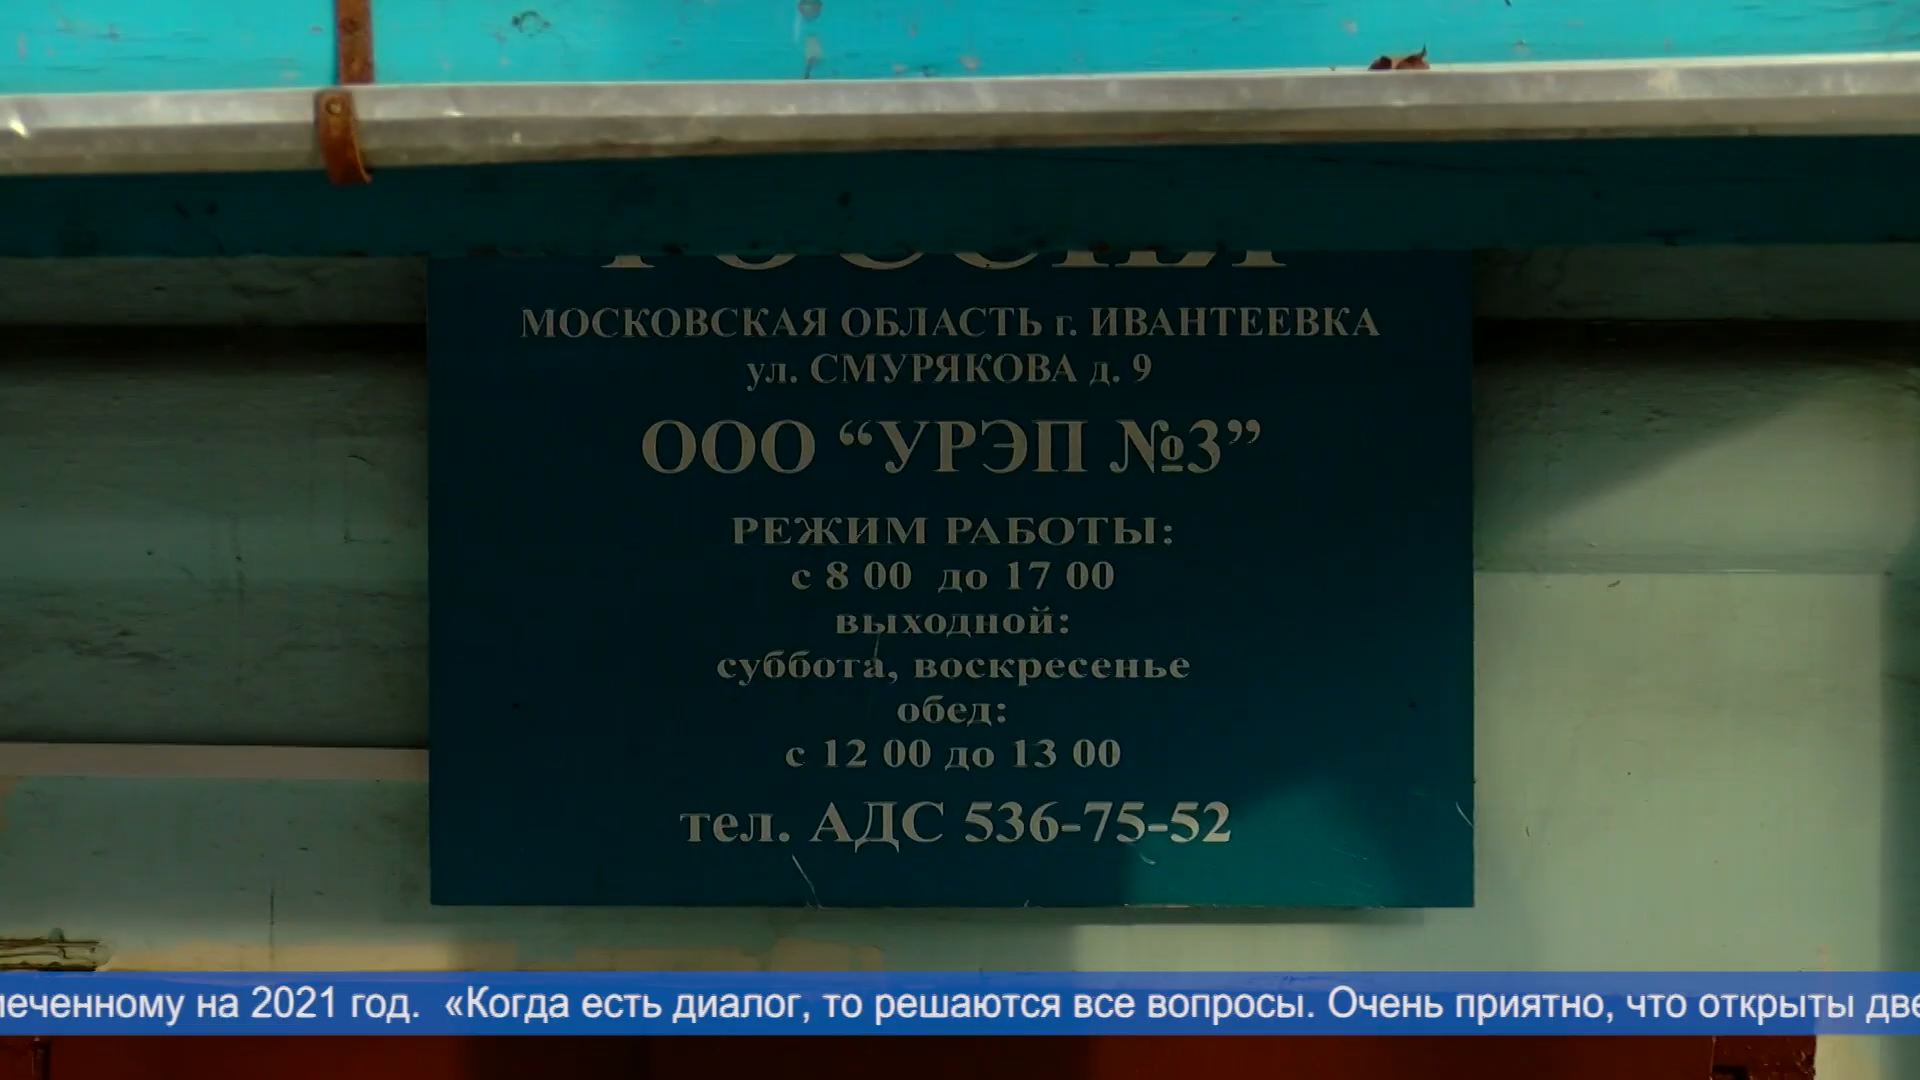 РОССИЯ
МОСКОВСКАЯ ОБЛАСТЬ г. ИВАНТЕЕВКА
ул. СМУРЯКОВА д. 9
ООО “УРЭП №3”
РЕЖИМ РАБОТЫ:
с 8 00 до 17 00
выходной:
суббота, воскресенье
обед:
с 12 00 до 13 00
тел. АДС 536-75-52
на 2021 год. «Когда есть диалог, то решаются все вопросы. Очень приятно, что открыты